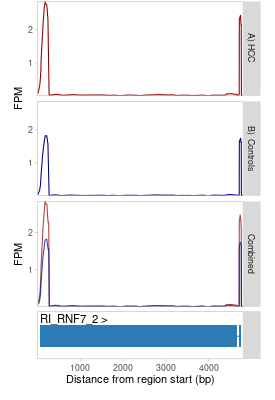 2
1
A) HCC
FPM
2
1
B) Controls
2
1
Combined
FPM
RI_RNF7_2 >
1000 2000 3000 4000
Distance from region start (bp)